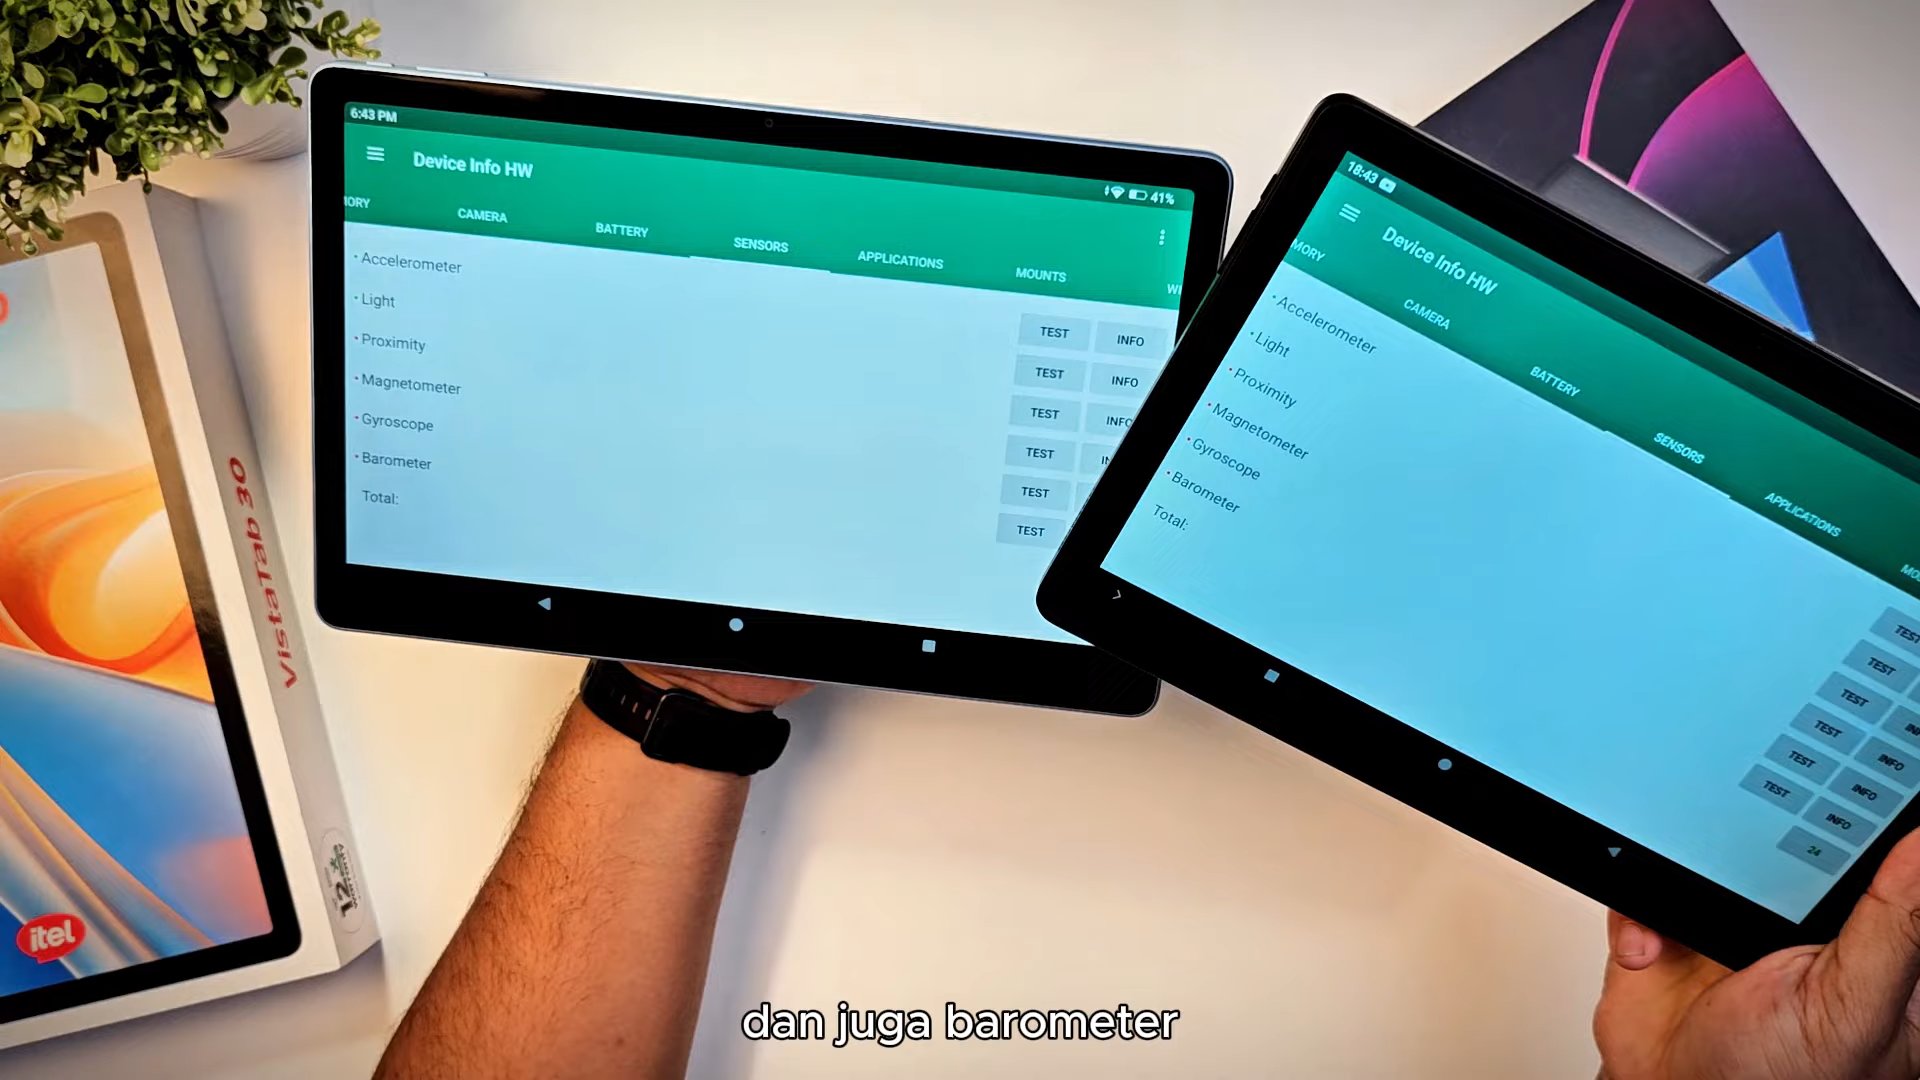 6:43 PM
41%
Device Info HW
CAMERA
BATTERY
SENSORS
APPLICATIONS
MOUNTS
Accelerometer
TEST INFO
Light
TEST INFO
Proximity
TEST
Magnetometer
TEST
Gyroscope
TEST
Barometer
TEST
Total:
18:43
Device Info HW
CAMERA
BATTERY
SENSORS
APPLICATIONS
Accelerometer
TEST
Light
TEST
Proximity
TEST
Magnetometer
TEST INFO
Gyroscope
TEST INFO
Barometer
TEST INFO
Total:
24
VistaTab 30
12
itel
dan juga barometer